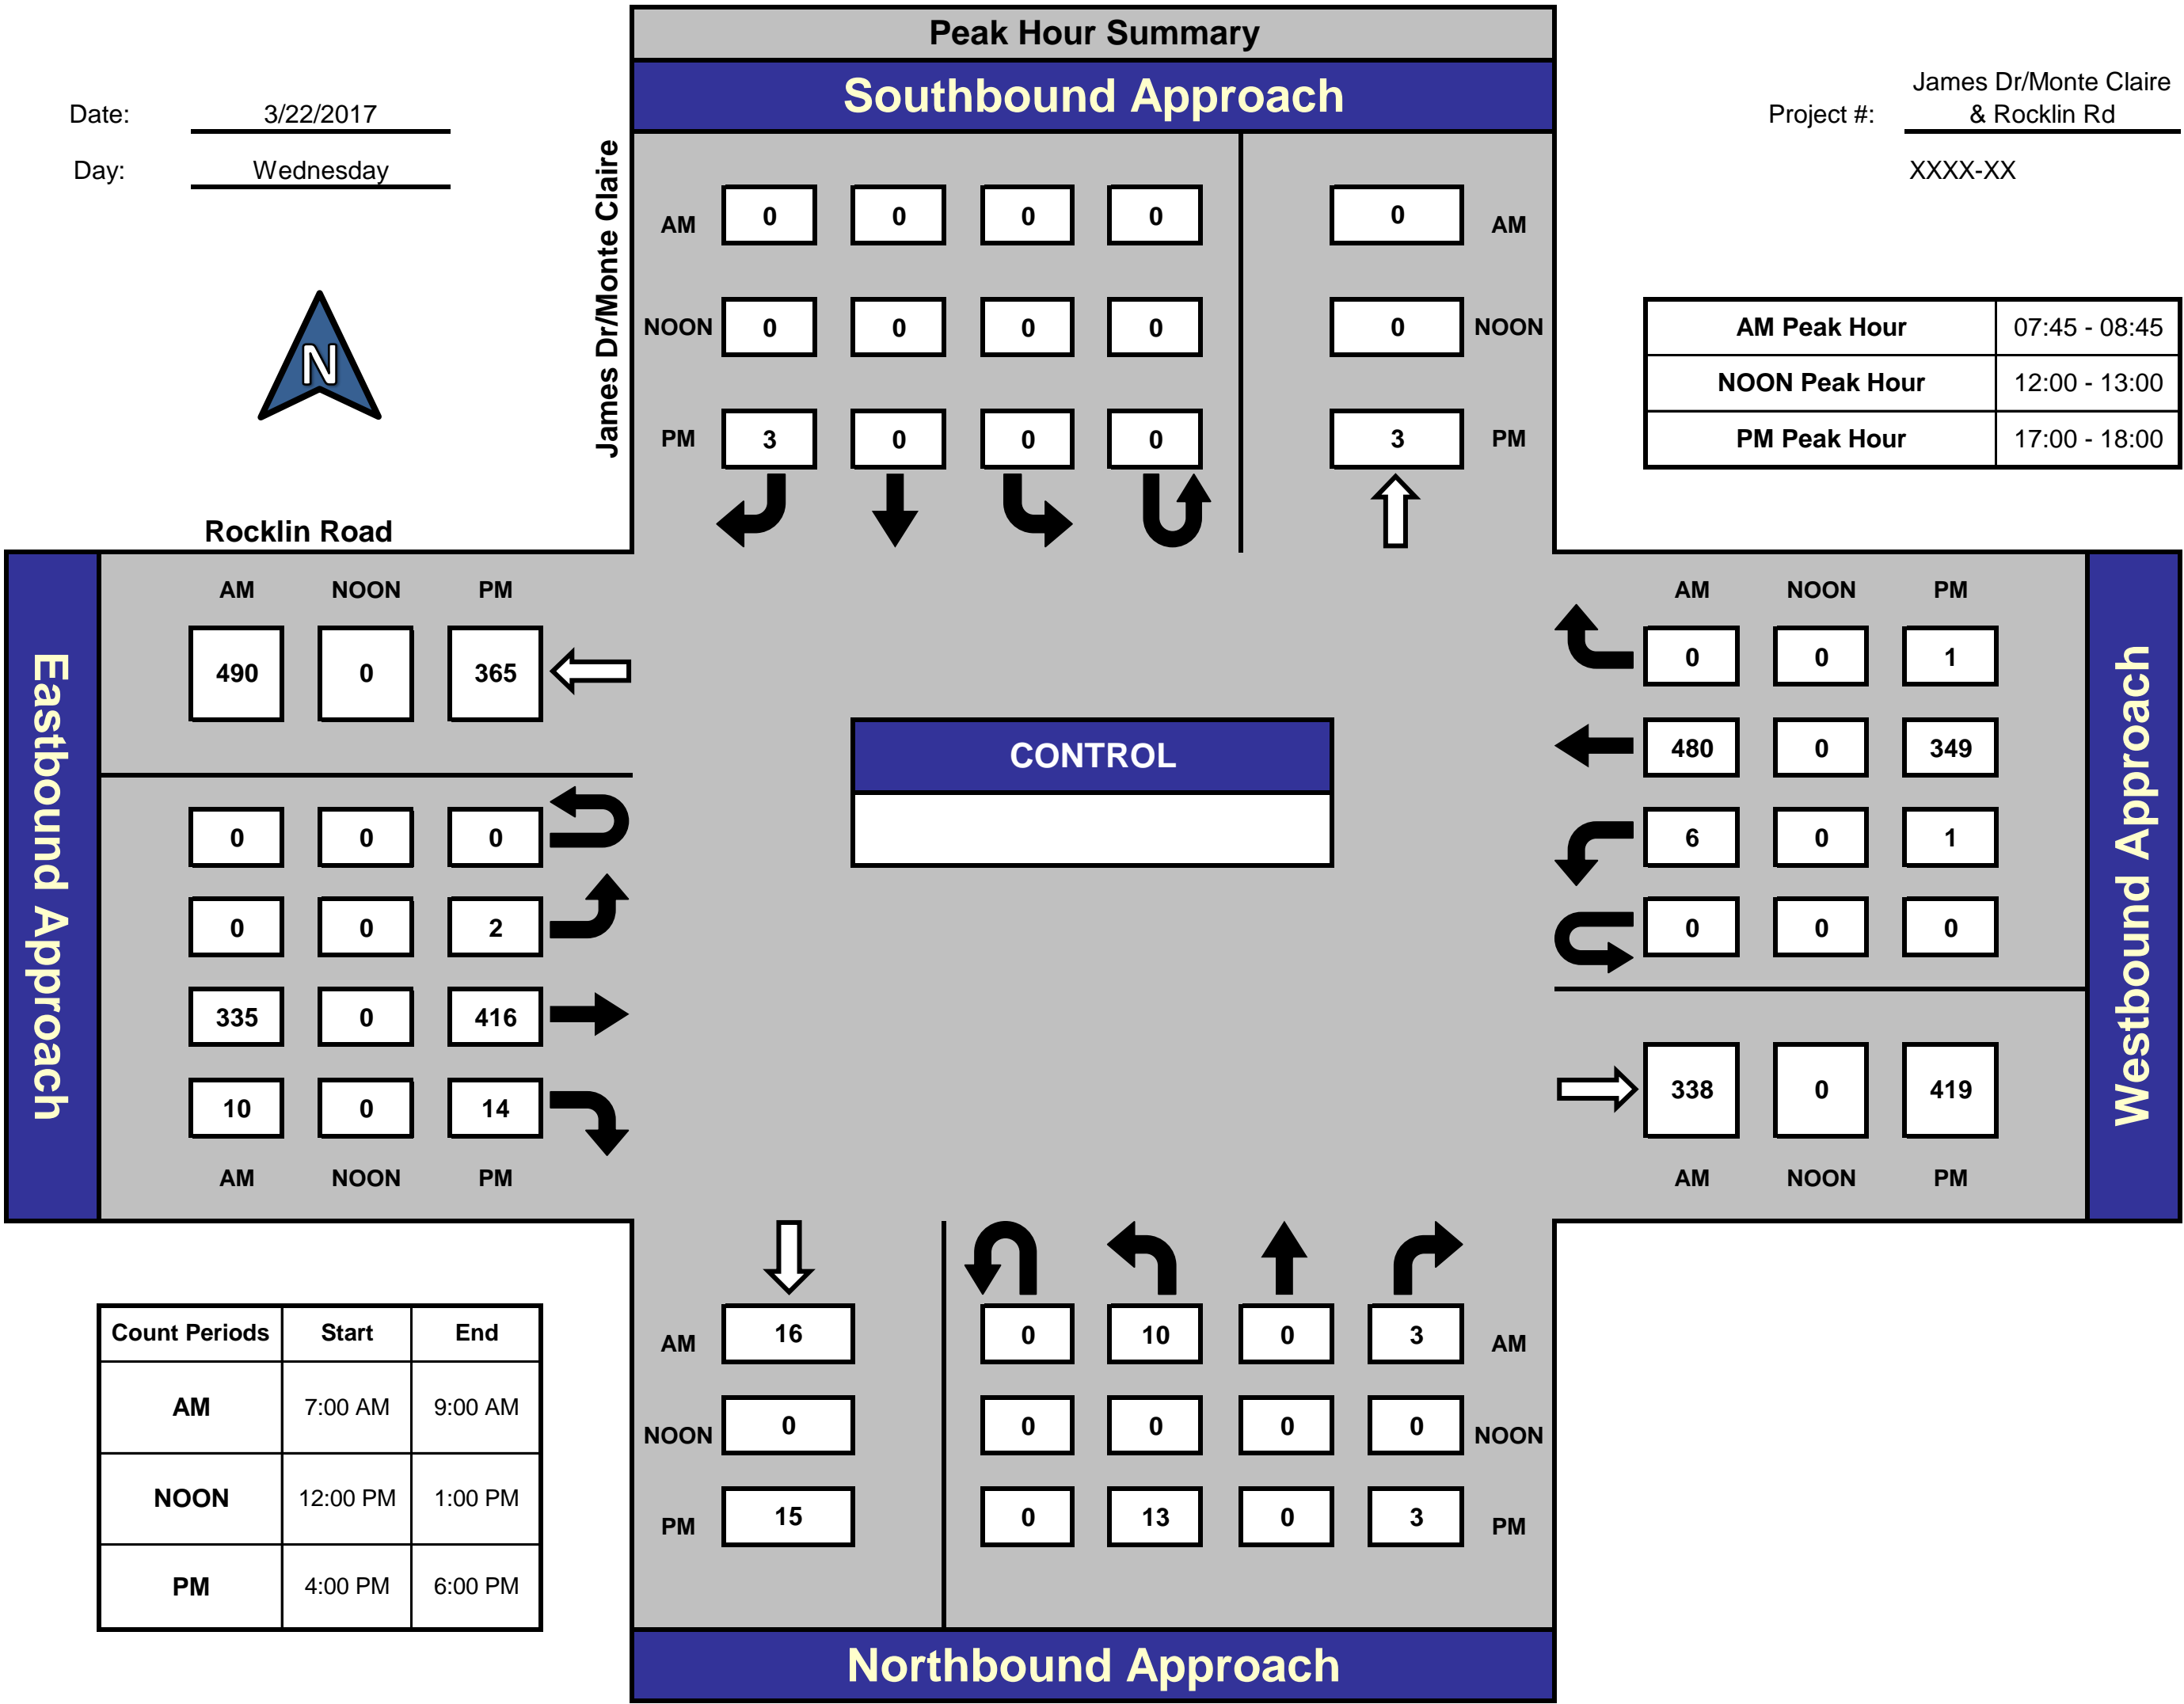 Peak Hour Summary
Southbound Approach
Date: 3/22/2017
Day: Wednesday
James Dr/Monte Claire
Project #: & Rocklin Rd
XXXX-XX
N
James Dr/Monte Claire
AM 0 0 0 0 0 AM
NOON 0 0 0 0 0 NOON
PM 3 0 0 0 3 PM
AM Peak Hour 07:45 - 08:45
NOON Peak Hour 12:00 - 13:00
PM Peak Hour 17:00 - 18:00
Rocklin Road
Eastbound Approach
AM NOON PM
490 0 365
0 0 0
0 0 2
335 0 416
10 0 14
AM NOON PM
CONTROL
AM NOON PM
0 0 1
480 0 349
6 0 1
0 0 0
338 0 419
AM NOON PM
Westbound Approach
Count Periods Start End
AM 7:00 AM 9:00 AM
NOON 12:00 PM 1:00 PM
PM 4:00 PM 6:00 PM
AM 16 0 10 0 3 AM
NOON 0 0 0 0 0 NOON
PM 15 0 13 0 3 PM
Northbound Approach